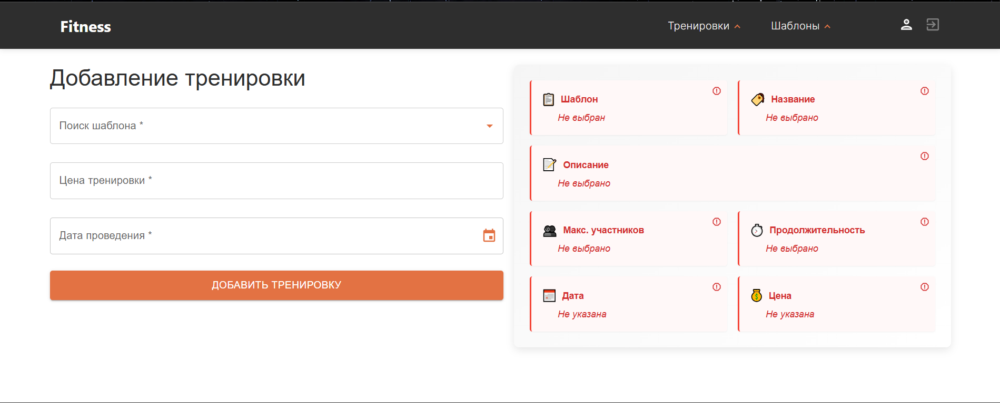 Fitness
Тренировки
Шаблоны
Добавление тренировки
Поиск шаблона *
Цена тренировки *
Дата проведения *
ДОБАВИТЬ ТРЕНИРОВКУ
Шаблон
Не выбран
Название
Не выбрано
Описание
Не выбрано
Макс. участников
Не выбрано
Продолжительность
Не выбрано
Дата
Не указана
Цена
Не указана